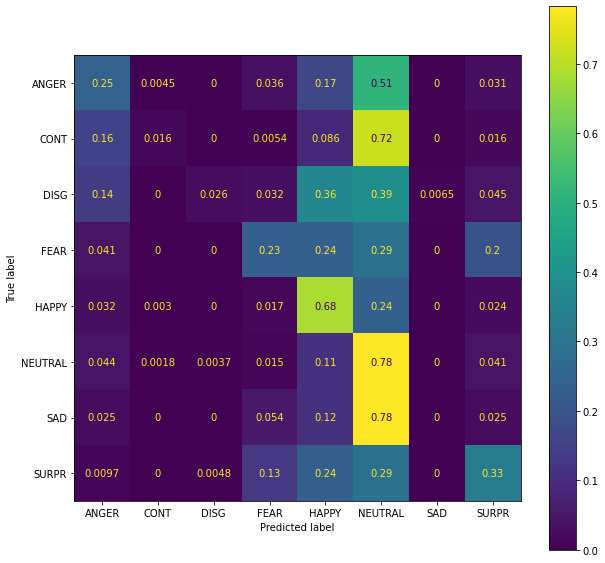 ANGER 0.25 0.0045 0 0.036 0.17 0.51 0 0.031
CONT 0.16 0.016 0 0.0054 0.086 0.72 0 0.016
DISG 0.14 0 0.026 0.032 0.36 0.39 0.0065 0.045
FEAR 0.041 0 0 0.23 0.24 0.29 0 0.2
HAPPY 0.032 0.003 0 0.017 0.68 0.24 0 0.024
NEUTRAL 0.044 0.0018 0.0037 0.015 0.11 0.78 0 0.041
SAD 0.025 0 0 0.054 0.12 0.78 0 0.025
SURPR 0.0097 0 0.0048 0.13 0.24 0.29 0 0.33
ANGER CONT DISG FEAR HAPPY NEUTRAL SAD SURPR
Predicted label
True label
0.7
0.6
0.5
0.4
0.3
0.2
0.1
0.0